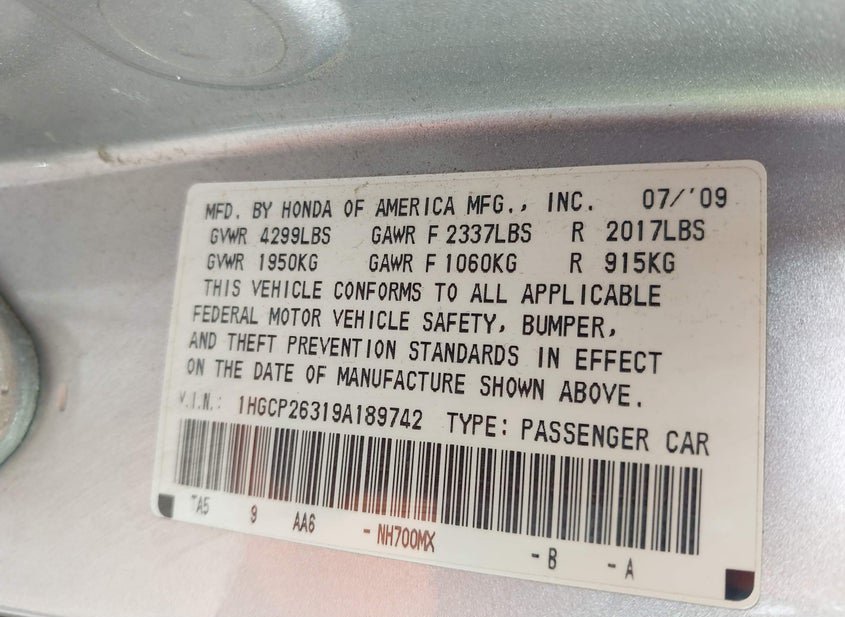 MFD. BY HONDA OF AMERICA MFG., INC. 07/'09
GVWR 4299LBS GAWR F 2337LBS R 2017LBS
GVWR 1950KG GAWR F 1060KG R 915KG
THIS VEHICLE CONFORMS TO ALL APPLICABLE
FEDERAL MOTOR VEHICLE SAFETY, BUMPER,
AND THEFT PREVENTION STANDARDS IN EFFECT
ON THE DATE OF MANUFACTURE SHOWN ABOVE.
V.I.N.: 1HGCP26319A189742 TYPE: PASSENGER CAR
TA5 9 AA6 - NH700MX - B - A